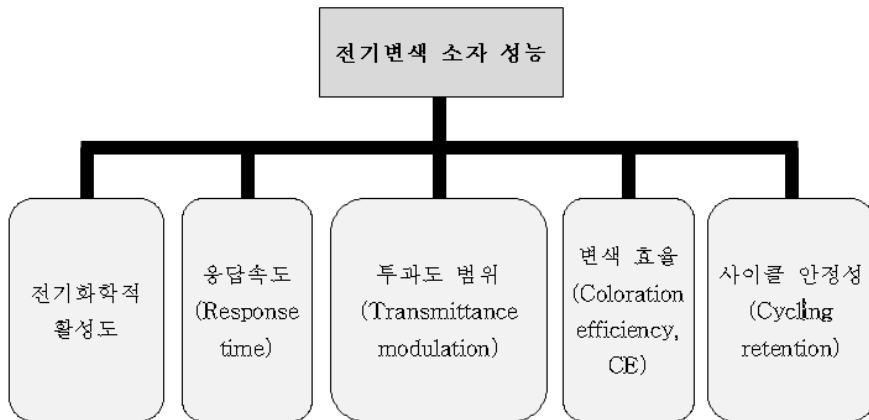 전기변색 소자 성능
전기화학적
활성도
응답속도
(Response
time)
투과도 범위
(Transmittance
modulation)
변색 효율
(Coloration
efficiency,
CE)
사이클 안정성
(Cycling
retention)